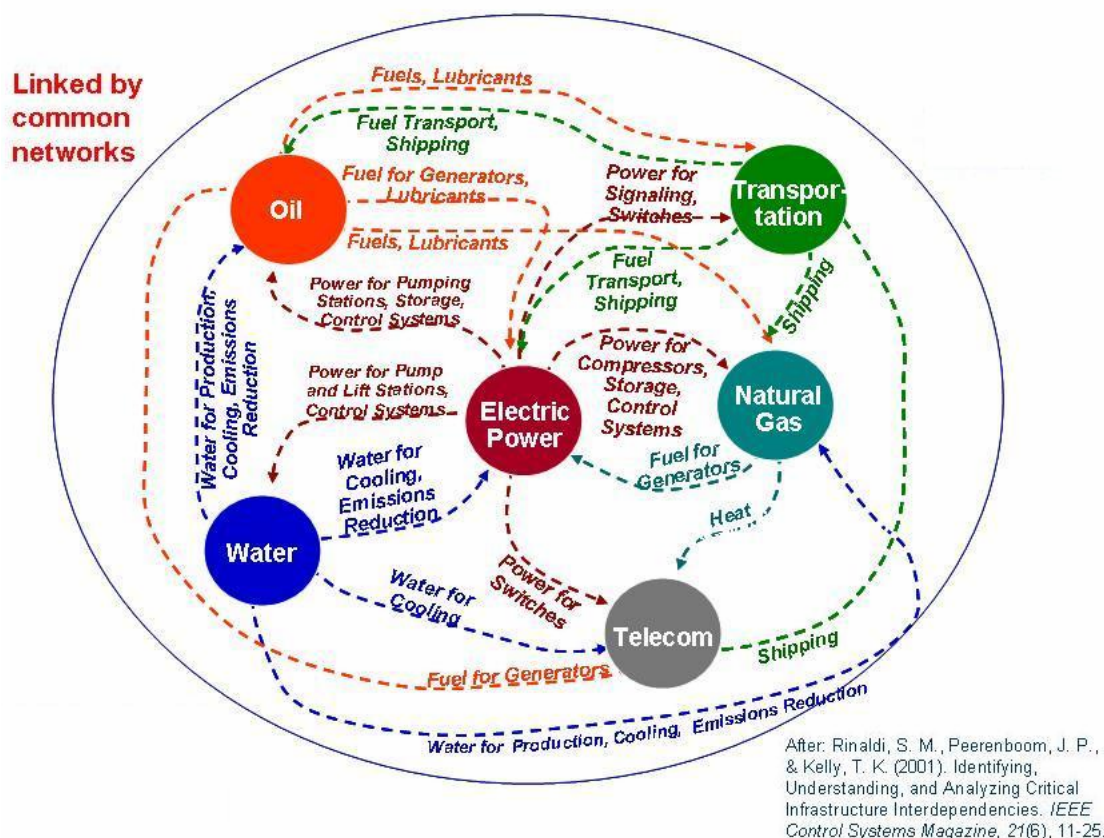 Linked by
common
networks
Fuels, Lubricants
Fuel Transport,
Shipping
Oil
Fuel for Generators,
Lubricants
Fuels, Lubricants
Power for
Signaling,
Switches
Transpor-
tation
Fuel
Transport,
Shipping
Shipping
Power for Pumping
Stations, Storage,
Control Systems
Water for Production,
Cooling, Emissions
Reduction
Power for Pump
and Lift Stations,
Control Systems
Electric
Power
Power for
Compressors,
Storage,
Control
Systems
Natural
Gas
Water for
Cooling,
Emissions
Reduction
Fuel for
Generators
Heat
Water
Water for
Cooling
Power for
Switches
Telecom
Shipping
Fuel for Generators
Water for Production, Cooling, Emissions Reduction
After: Rinaldi, S. M., Peerenboom, J. P.,
& Kelly, T. K. (2001). Identifying,
Understanding, and Analyzing Critical
Infrastructure Interdependencies. IEEE
Control Systems Magazine, 21(6), 11-25.